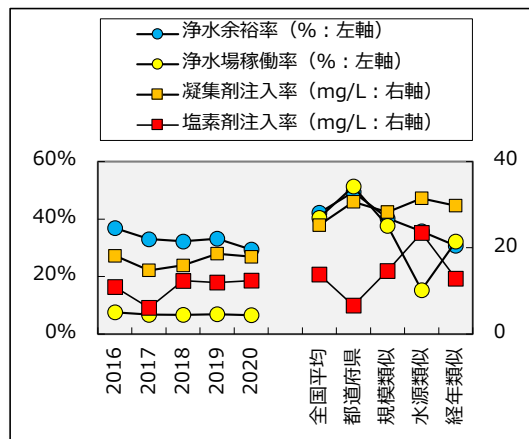 浄水余裕率（%：左軸）
浄水場稼働率（%：左軸）
凝集剤注入率（mg/L：右軸）
塩素剤注入率（mg/L：右軸）
60%
40%
20%
0%
40
20
0
2016
2017
2018
2019
2020
全国平均
都道府県
規模類似
水源類似
経年類似